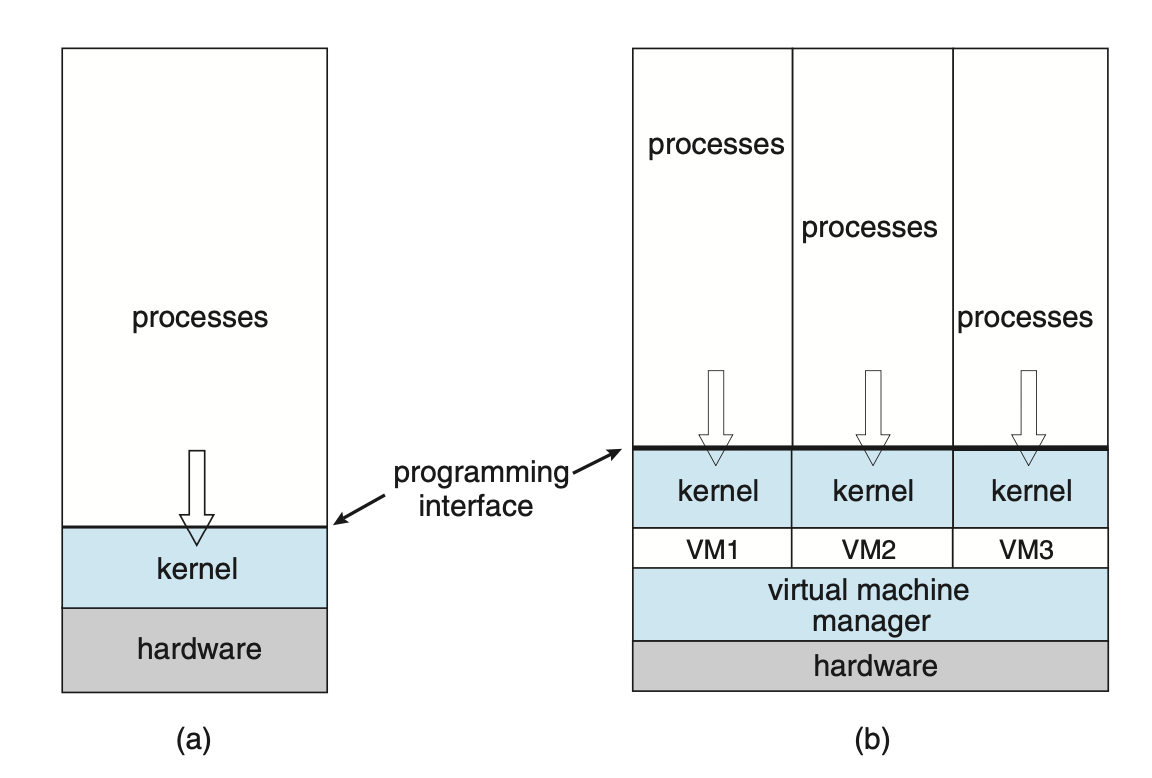 processes
kernel
hardware
(a)
programming
interface
processes
processes
processes
kernel
kernel
kernel
VM1
VM2
VM3
virtual machine
manager
hardware
(b)